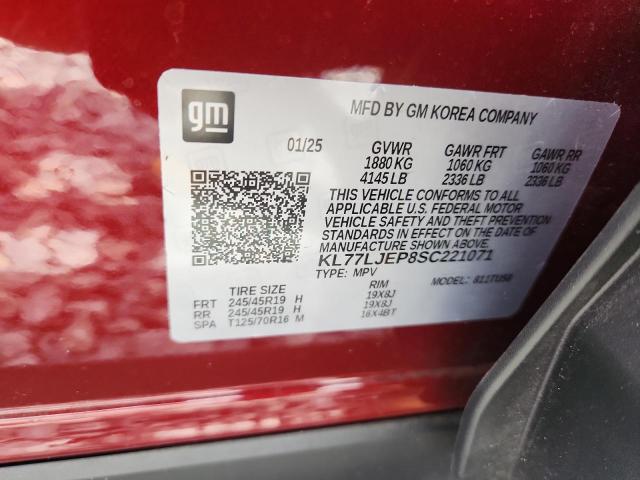 gm
MFD BY GM KOREA COMPANY
01/25 GVWR GAWR FRT GAWR RR
1880 KG 1060 KG 1060 KG
4145 LB 2336 LB 2336 LB
THIS VEHICLE CONFORMS TO ALL
APPLICABLE U.S. FEDERAL MOTOR
VEHICLE SAFETY AND THEFT PREVENTION
STANDARDS IN EFFECT ON THE DATE OF
MANUFACTURE SHOWN ABOVE.
KL77LJEP8SC221071
TYPE: MPV MODEL: 811TUS8
TIRE SIZE RIM
FRT 245/45R19 H 19X8J
RR 245/45R19 H 19X8J
SPA T125/70R16 M 16X4BT